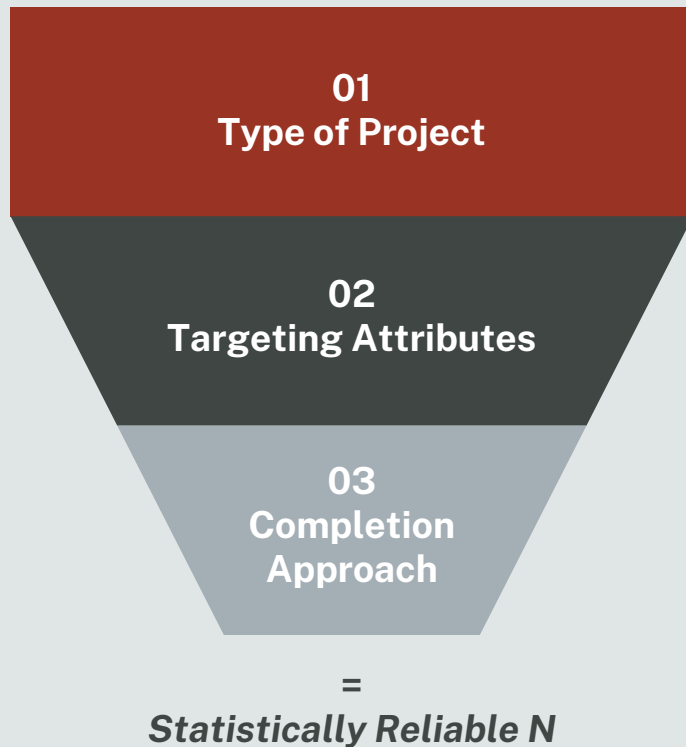 01
Type of Project
02
Targeting Attributes
03
Completion
Approach
=
Statistically Reliable N